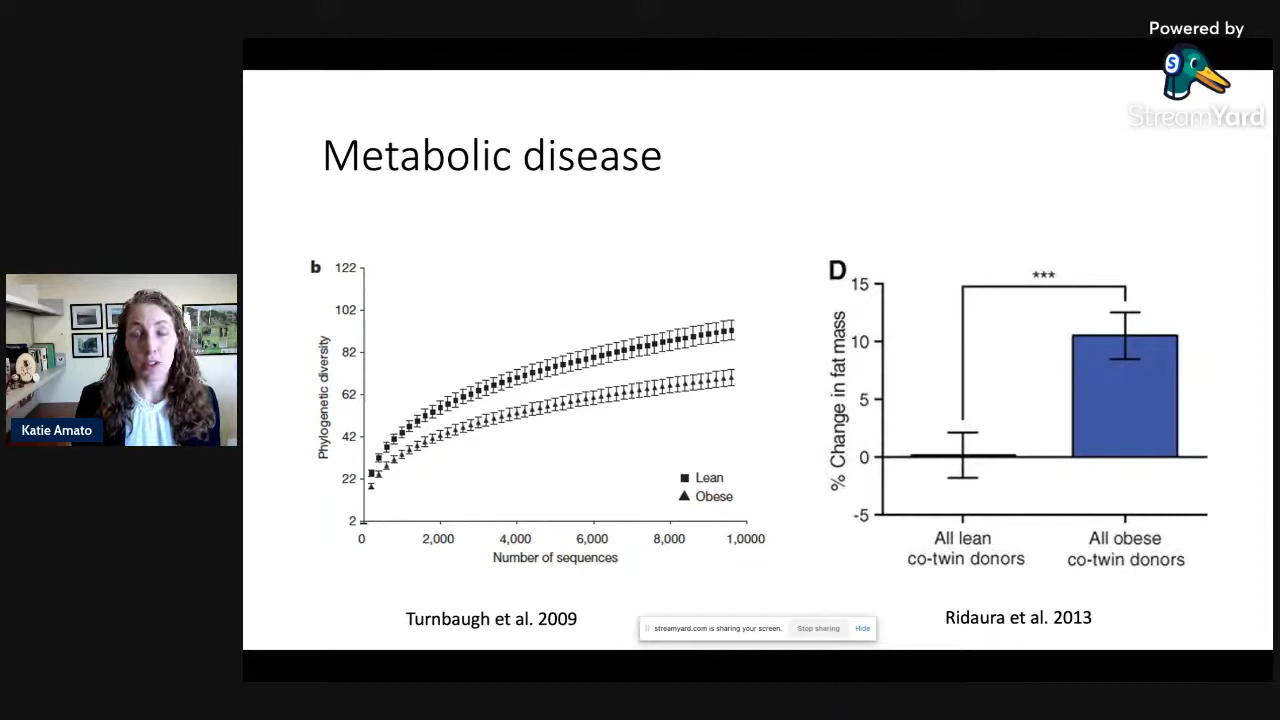 Powered by
S
StreamYard
Metabolic disease
b
122
102
82
62
42
22
2
Phylogenetic diversity
0
2,000
4,000
6,000
8,000
1,0000
Number of sequences
Lean
Obese
D
15
10
5
0
-5
% Change in fat mass
***
All lean
co-twin donors
All obese
co-twin donors
Turnbaugh et al. 2009
Ridaura et al. 2013
streamyard.com is sharing your screen.
Stop sharing
Hide
Katie Amato